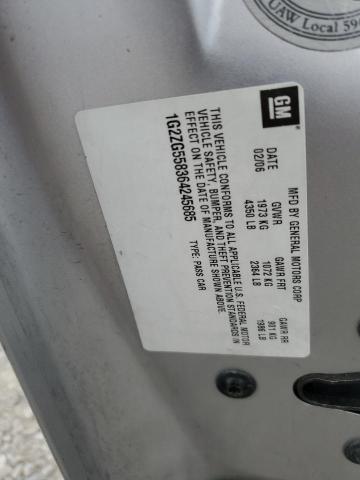 UAW Local 59
GM
MFD BY GENERAL MOTORS CORP
DATE GVWR GAWR FRT GAWR RR
02/06 1973 KG 1072 KG 901 KG
4350 LB 2364 LB 1986 LB
THIS VEHICLE CONFORMS TO ALL APPLICABLE U.S. FEDERAL MOTOR
VEHICLE SAFETY, BUMPER, AND THEFT PREVENTION STANDARDS IN
EFFECT ON THE DATE OF MANUFACTURE SHOWN ABOVE.
1G2ZG558364245685 TYPE: PASS CAR